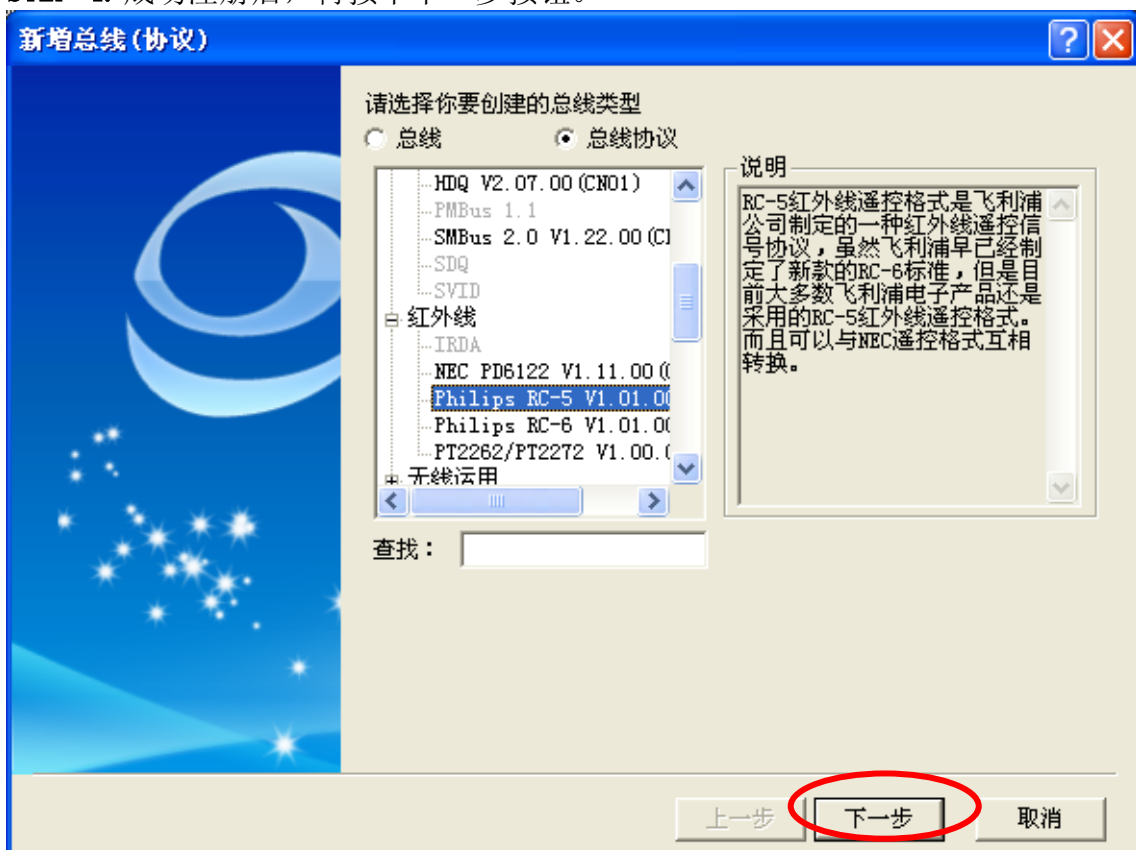 新增总线(协议)
请选择你要创建的总线类型
总线
总线协议
HDQ V2.07.00(CN01)
PMBus 1.1
SMBus 2.0 V1.22.00(C
SDQ
SVID
红外线
IRDA
NEC PD6122 V1.11.00(
Philips RC-5 V1.01.0
Philips RC-6 V1.01.0
PT2262/PT2272 V1.00.
无线运用
说明
RC-5红外线遥控格式是飞利浦
公司制定的一种红外线遥控信
号协议，虽然飞利浦早已经制
定了新款的RC-6标准，但是目
前大多数飞利浦电子产品还是
采用的RC-5红外线遥控格式。
而且可以与NEC遥控格式互相
转换。
查找：
上一步
下一步
取消